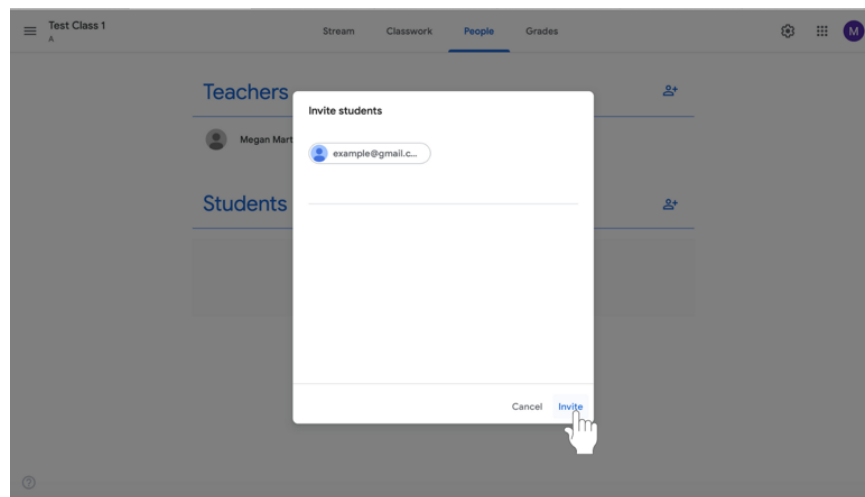 Test Class 1
A
Stream Classwork People Grades
M
Teachers
Invite students
Megan Mart
example@gmail.c...
Students
Cancel Invite